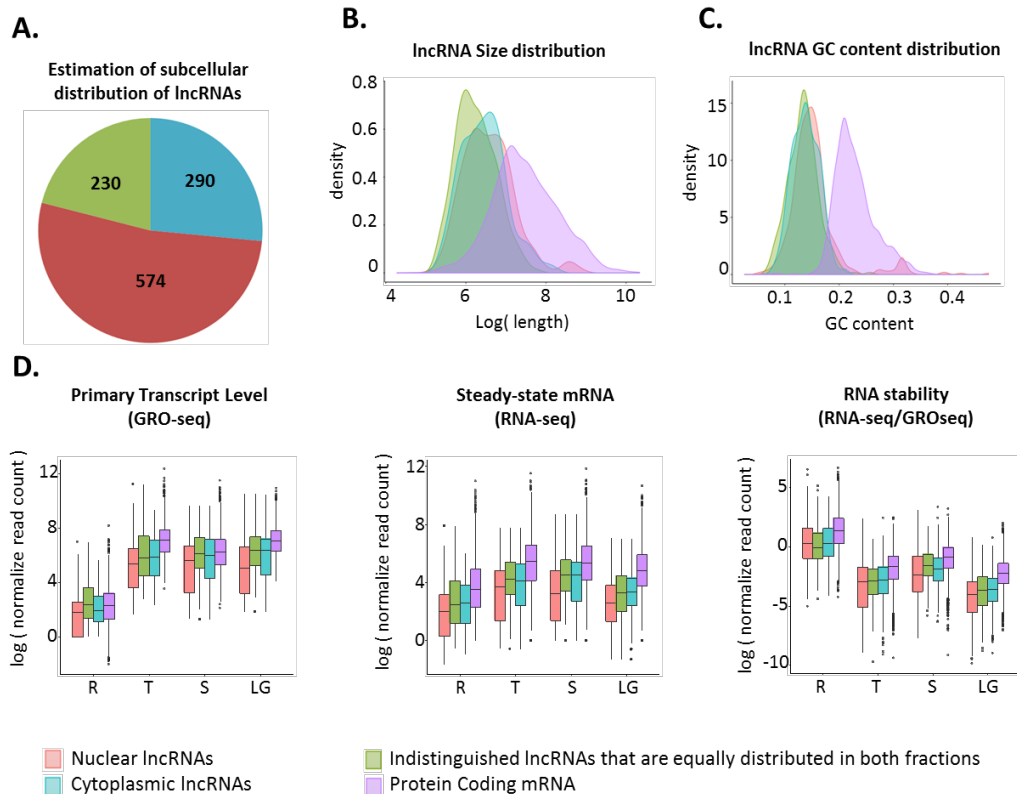 A.
Estimation of subcellular
distribution of lncRNAs
230
290
574
B.
lncRNA Size distribution
density
0.8
0.6
0.4
0.2
0
4
6
8
10
Log( length)
C.
lncRNA GC content distribution
density
15
10
5
0
0.1
0.2
0.3
0.4
GC content
D.
Primary Transcript Level
(GRO-seq)
log ( normalize read count )
12
8
4
0
R
T
S
LG
Steady-state mRNA
(RNA-seq)
log ( normalize read count )
12
8
4
0
R
T
S
LG
RNA stability
(RNA-seq/GROseq)
log ( normalize read count )
5
0
-5
-10
R
T
S
LG
Nuclear lncRNAs
Cytoplasmic lncRNAs
Indistinguished lncRNAs that are equally distributed in both fractions
Protein Coding mRNA